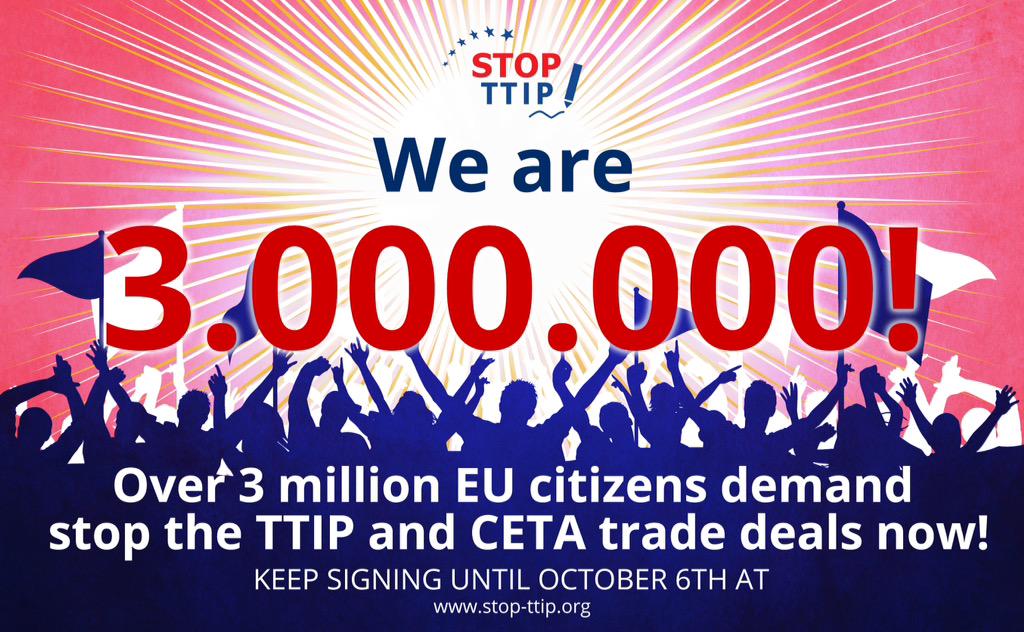 STOP
TTIP
We are
3.000.000!
Over 3 million EU citizens demand
stop the TTIP and CETA trade deals now!
KEEP SIGNING UNTIL OCTOBER 6TH AT
www.stop-ttip.org